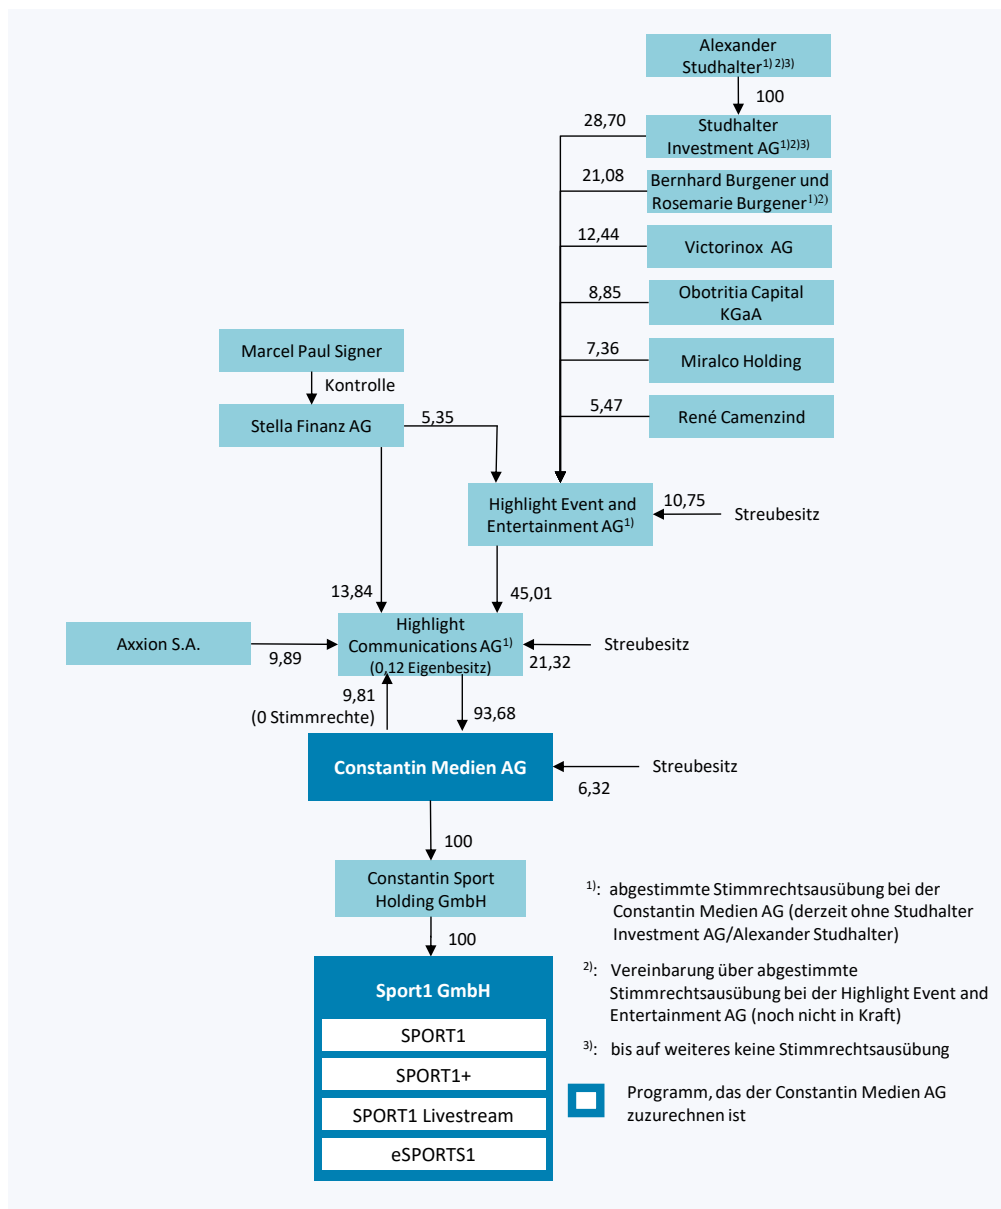 Alexander
Studhalter1) 2)3)
100
28,70
Studhalter
Investment AG1)2)3)
21,08
Bernhard Burgener und
Rosemarie Burgener1)2)
12,44
Victorinox AG
8,85
Obotritia Capital
KGaA
7,36
Miralco Holding
5,47
René Camenzind
Marcel Paul Signer
Kontrolle
Stella Finanz AG
5,35
Highlight Event and
Entertainment AG1)
10,75
Streubesitz
13,84
45,01
Axxion S.A.
9,89
Highlight
Communications AG1)
(0,12 Eigenbesitz)
Streubesitz
21,32
9,81
(0 Stimmrechte)
93,68
Constantin Medien AG
Streubesitz
6,32
100
Constantin Sport
Holding GmbH
100
Sport1 GmbH
SPORT1
SPORT1+
SPORT1 Livestream
eSPORTS1
1): abgestimmte Stimmrechtsausübung bei der
Constantin Medien AG (derzeit ohne Studhalter
Investment AG/Alexander Studhalter)
2): Vereinbarung über abgestimmte
Stimmrechtsausübung bei der Highlight Event and
Entertainment AG (noch nicht in Kraft)
3): bis auf weiteres keine Stimmrechtsausübung
Programm, das der Constantin Medien AG
zuzurechnen ist